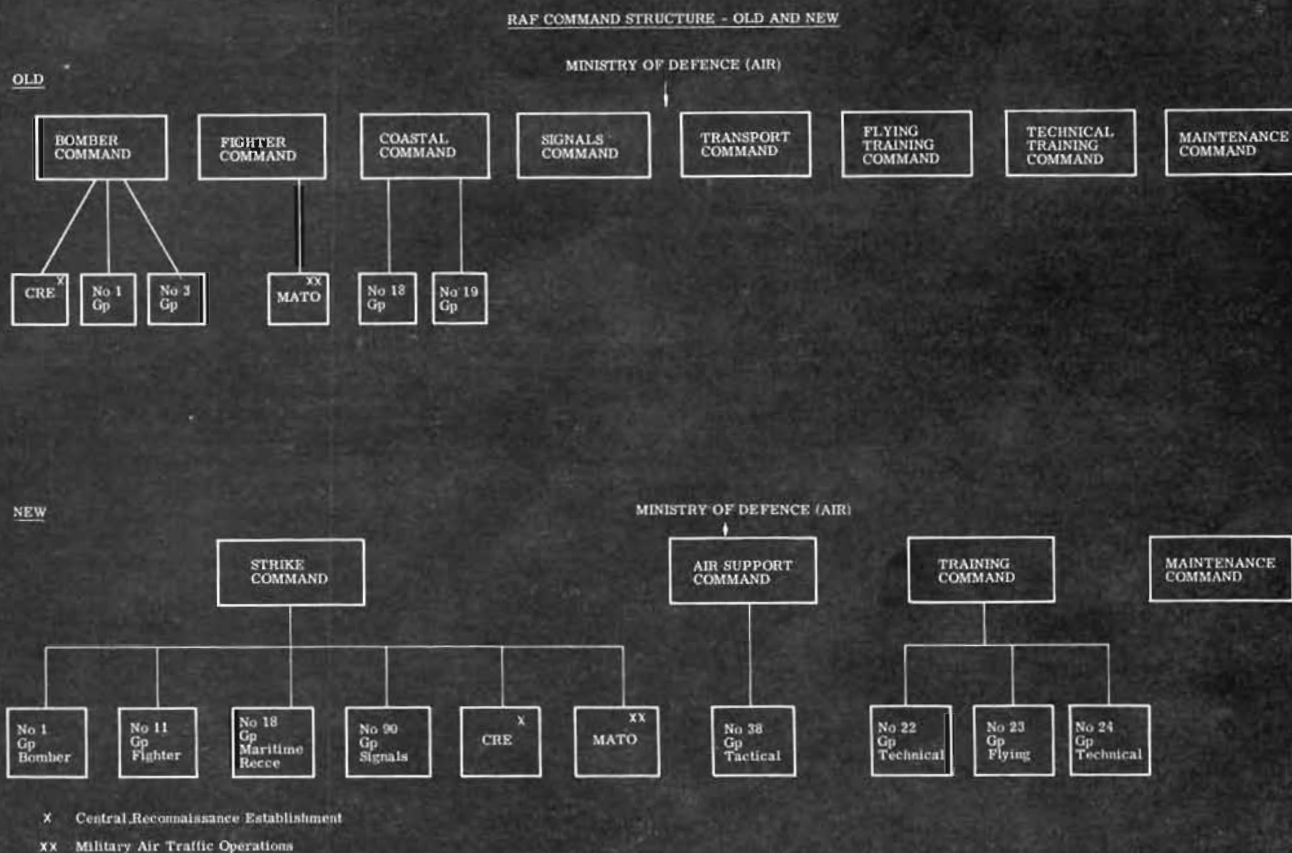 RAF COMMAND STRUCTURE - OLD AND NEW
MINISTRY OF DEFENCE (AIR)
OLD
BOMBER
COMMAND
FIGHTER
COMMAND
COASTAL
COMMAND
SIGNALS
COMMAND
TRANSPORT
COMMAND
FLYING
TRAINING
COMMAND
TECHNICAL
TRAINING
COMMAND
MAINTENANCE
COMMAND
CRE X
No 1
Gp
No 3
Gp
MATO XX
No 18
Gp
No 19
Gp
NEW
MINISTRY OF DEFENCE (AIR)
STRIKE
COMMAND
AIR SUPPORT
COMMAND
TRAINING
COMMAND
MAINTENANCE
COMMAND
No 1
Gp
Bomber
No 11
Gp
Fighter
No 18
Gp
Maritime
Recce
No 90
Gp
Signals
CRE X
MATO XX
No 38
Gp
Tactical
No 22
Gp
Technical
No 23
Gp
Flying
No 24
Gp
Technical
X Central Reconnaissance Establishment
XX Military Air Traffic Operations